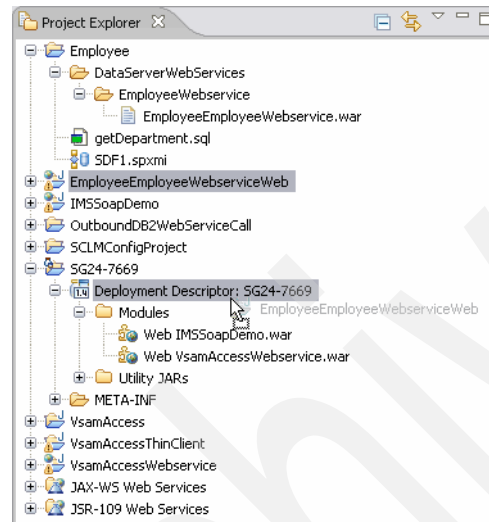 Project Explorer
Employee
DataServerWebServices
EmployeeWebservice
EmployeeEmployeeWebservice.war
getDepartment.sql
SDF1.spxmi
EmployeeEmployeeWebserviceWeb
IMSSoapDemo
OutboundDB2WebServiceCall
SCLMConfigProject
SG24-7669
1.4 Deployment Descriptor: SG24-7669
EmployeeEmployeeWebserviceWeb
Modules
Web IMSSoapDemo.war
Web VsamAccessWebservice.war
Utility JARs
META-INF
VsamAccess
VsamAccessThinClient
VsamAccessWebservice
JAX-WS Web Services
JSR-109 Web Services